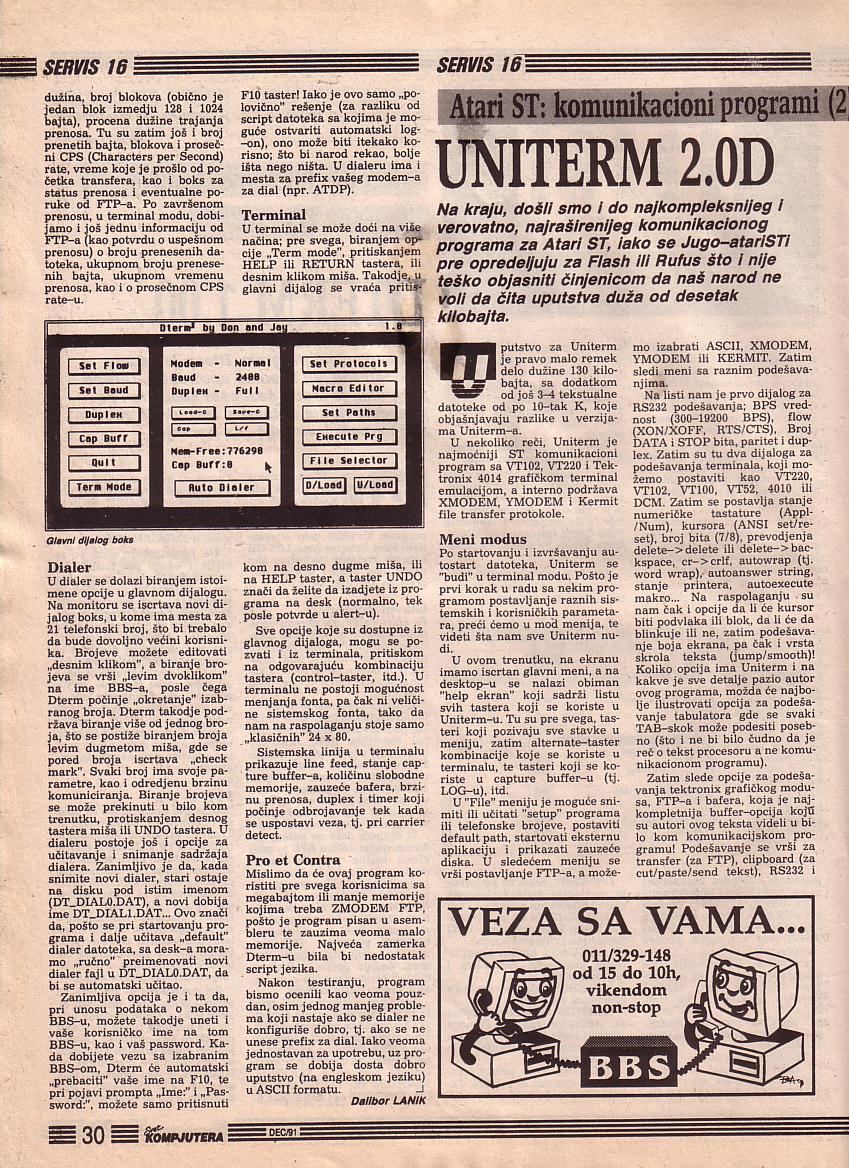 SERVIS 16
dužina, broj blokova (obično je
jedan blok izmedju 128 i 1024
bajta), procena dužine trajanja
prenosa. Tu su zatim još i broj
prenetih bajta, blokova i proseč-
ni CPS (Characters per Second)
rate, vreme koje je prošlo od po-
četka transfera, kao i boks za
status prenosa i eventualne po-
ruke od FTP–a. Po završenom
prenosu, u terminal modu, dobi-
jamo i još jednu informaciju od
FTP–a (kao potvrdu o uspešnom
prenosu) o broju prenesenih da-
toteka, ukupnom broju prenese-
nih bajta, ukupnom vremenu
prenosa, kao i o prosečnom CPS
rate–u.
F10 taster! Iako je ovo samo „po-
lovično” rešenje (za razliku od
script datoteka sa kojima je mo-
guće ostvariti automatski log-
–on), ono može biti itekako ko-
risno; što bi narod rekao, bolje
išta nego ništa. U dialeru ima i
mesta za prefix vašeg modem–a
za dial (npr. ATDP).
Terminal
U terminal se može doći na više
načina; pre svega, biranjem op-
cije „Term mode”, pritiskanjem
HELP ili RETURN tastera, ili
desnim klikom miša. Takodje, u
glavni dijalog se vraća pritis-
Dterm² by Don and Jay 1.0
Set Flow
Set Baud
Duplex
Cap Buff
Quit
Term Mode
Modem - Normal
Baud - 2400
Duplex - Full
Load-C Save-C
Cap L/f
Mem-Free:776298
Cap Buff:0
Auto Dialer
Set Protocols
Macro Editor
Set Paths
Execute Prg
File Selector
D/Load U/Load
Glavni dijalog boks
Dialer
U dialer se dolazi biranjem istoi-
mene opcije u glavnom dijalogu.
Na monitoru se iscrtava novi di-
jalog boks, u kome ima mesta za
21 telefonski broj, što bi trebalo
da bude dovoljno većini korisni-
ka. Brojeve možete editovati
„desnim klikom”, a biranje bro-
jeva se vrši „levim dvoklikom”
na ime BBS–a, posle čega
Dterm počinje „okretanje” izab-
ranog broja. Dterm takodje pod-
ržava biranje više od jednog bro-
ja, što se postiže biranjem broja
levim dugmetom miša, gde se
pored broja iscrtava „check
mark”. Svaki broj ima svoje pa-
rametre, kao i odredjenu brzinu
komuniciranja. Biranje brojeva
se može prekinuti u bilo kom
trenutku, protiskanjem desnog
tastera miša ili UNDO tastera. U
dialeru postoje još i opcije za
učitavanje i snimanje sadržaja
dialera. Zanimljivo je da, kada
snimite novi dialer, stari ostaje
na disku pod istim imenom
(DT_DIAL0.DAT), a novi dobija
ime DT_DIAL1.DAT... Ovo znači
da, pošto se pri startovanju pro-
grama i dalje učitava „default”
dialer datoteka, sa desk–a mora-
mo „ručno” preimenovati novi
dialer fajl u DT_DIAL0.DAT, da
bi se automatski učitao.
Zanimljiva opcija je i ta da,
pri unosu podataka o nekom
BBS–u, možete takodje uneti i
vaše korisničko ime na tom
BBS–u, kao i vaš password. Ka-
da dobijete vezu sa izabranim
BBS–om, Dterm će automatski
„prebaciti” vaše ime na F10, te
pri pojavi prompta „Ime:” i „Pas-
sword:”, možete samo pritisnuti
kom na desno dugme miša, ili
na HELP taster, a taster UNDO
znači da želite da izadjete iz pro-
grama na desk (normalno, tek
posle potvrde u alert–u).
Sve opcije koje su dostupne iz
glavnog dijaloga, mogu se po-
zvati i iz terminala, pritiskom
na odgovarajuću kombinaciju
tastera (control–taster, itd.). U
terminalu ne postoji mogućnost
menjanja fonta, pa čak ni veliči-
ne sistemskog fonta, tako da
nam na raspolaganju stoje samo
„klasičnih” 24 x 80.
Sistemska linija u terminalu
prikazuje line feed, stanje cap-
ture buffer–a, količinu slobodne
memorije, zauzeće bafera, brzi-
nu prenosa, duplex i timer koji
počinje odbrojavanje tek kada
se uspostavi veza, tj. pri carrier
detect.
Pro et Contra
Mislimo da će ovaj program ko-
ristiti pre svega korisnicima sa
megabajtom ili manje memorije
kojima treba ZMODEM FTP,
pošto je program pisan u asem-
bleru te zauzima veoma malo
memorije. Najveća zamerka
Dterm–u bila bi nedostatak
script jezika.
Nakon testiranju, program
bismo ocenili kao veoma pouz-
dan, osim jednog manjeg proble-
ma koji nastaje ako se dialer ne
konfiguriše dobro, tj. ako se ne
unese prefix za dial. Iako veoma
jednostavan za upotrebu, uz pro-
gram se dobija dosta dobro
uputstvo (na engleskom jeziku)
u ASCII formatu.
Dalibor LANIK
SERVIS 16
Atari ST: komunikacioni programi (2
UNITERM 2.0D
Na kraju, došli smo i do najkompleksnijeg i
verovatno, najraširenijeg komunikacionog
programa za Atari ST, iako se Jugo–atariSTi
pre opredeljuju za Flash ili Rufus što i nije
teško objasniti činjenicom da naš narod ne
voli da čita uputstva duža od desetak
kilobajta.
Uputstvo za Uniterm
je pravo malo remek
delo dužine 130 kilo-
bajta, sa dodatkom
od još 3–4 tekstualne
datoteke od po 10–tak K, koje
objašnjavaju razlike u verzija-
ma Uniterm–a.
U nekoliko reči, Uniterm je
najmoćniji ST komunikacioni
program sa VT102, VT220 i Tek-
tronix 4014 grafičkom terminal
emulacijom, a interno podržava
XMODEM, YMODEM i Kermit
file transfer protokole.
Meni modus
Po startovanju i izvršavanju au-
tostart datoteka, Uniterm se
"budi" u terminal modu. Pošto je
prvi korak u radu sa nekim pro-
gramom postavljanje raznih sis-
temskih i korisničkih parameta-
ra, preći ćemo u mod menija, te
videti šta nam sve Uniterm nu-
di.
U ovom trenutku, na ekranu
imamo iscrtan glavni meni, a na
desktop–u se nalazi obiman
"help ekran" koji sadrži listu
svih tastera koji se koriste u
Uniterm–u. Tu su pre svega, tas-
teri koji pozivaju sve stavke u
meniju, zatim alternate–taster
kombinacije koje se koriste u
terminalu, te tasteri koji se ko-
riste u capture buffer–u (tj.
LOG–u), itd.
U "File" meniju je moguće sni-
miti ili učitati "setup" programa
ili telefonske brojeve, postaviti
default path, startovati eksternu
aplikaciju i prikazati zauzeće
diska. U sledećem meniju se
vrši postavljanje FTP–a, a može-
mo izabrati ASCII, XMODEM,
YMODEM ili KERMIT. Zatim
sledi meni sa raznim podešava-
njima.
Na listi nam je prvo dijalog za
RS232 podešavanja; BPS vred-
nost (300–19200 BPS), flow
(XON/XOFF, RTS/CTS), Broj
DATA i STOP bita, paritet i dup-
lex. Zatim su tu dva dijaloga za
podešavanja terminala, koji mo-
žemo postaviti kao VT220,
VT102, VT100, VT52, 4010 ili
DCM. Zatim se postavlja stanje
numeričke tastature (Appl-
/Num), kursora (ANSI set/re-
set), broj bita (7/8), prevodjenja
delete–>delete ili delete–>bac-
kspace, cr–>crlf, autowrap (tj.
word wrap), autoanswer string,
stanje printera, autoexecute
makro... Na raspolaganju su
nam čak i opcije da li će kursor
biti podvlaka ili blok, da li će da
blinkuje ili ne, zatim podešava-
nje boja ekrana, pa čak i vrsta
skrola teksta (jump/smooth)!
Koliko opcija ima Uniterm i na
kakve je sve detalje pazio autor
ovog programa, možda će najbo-
lje ilustrovati opcija za podeša-
vanje tabulatora gde se svaki
TAB–skok može podesiti poseb-
no (što i ne bi bilo čudno da je
reč o tekst procesoru a ne komu-
nikacionom programu).
Zatim slede opcije za podeša-
vanja tektronix grafičkog modu-
sa, FTP–a i bafera, koja je naj-
kompletnija buffer–opcija koju
su autori ovog teksta videli u bi-
lo kom komunikacijskom pro-
gramu! Podešavanje se vrši za
transfer (za FTP), clipboard (za
cut/paste/send tekst), RS232 i
VEZA SA VAMA...
011/329-148
od 15 do 10h,
vikendom
non-stop
BBS
30 Svet KOMPJUTERA DEC/91